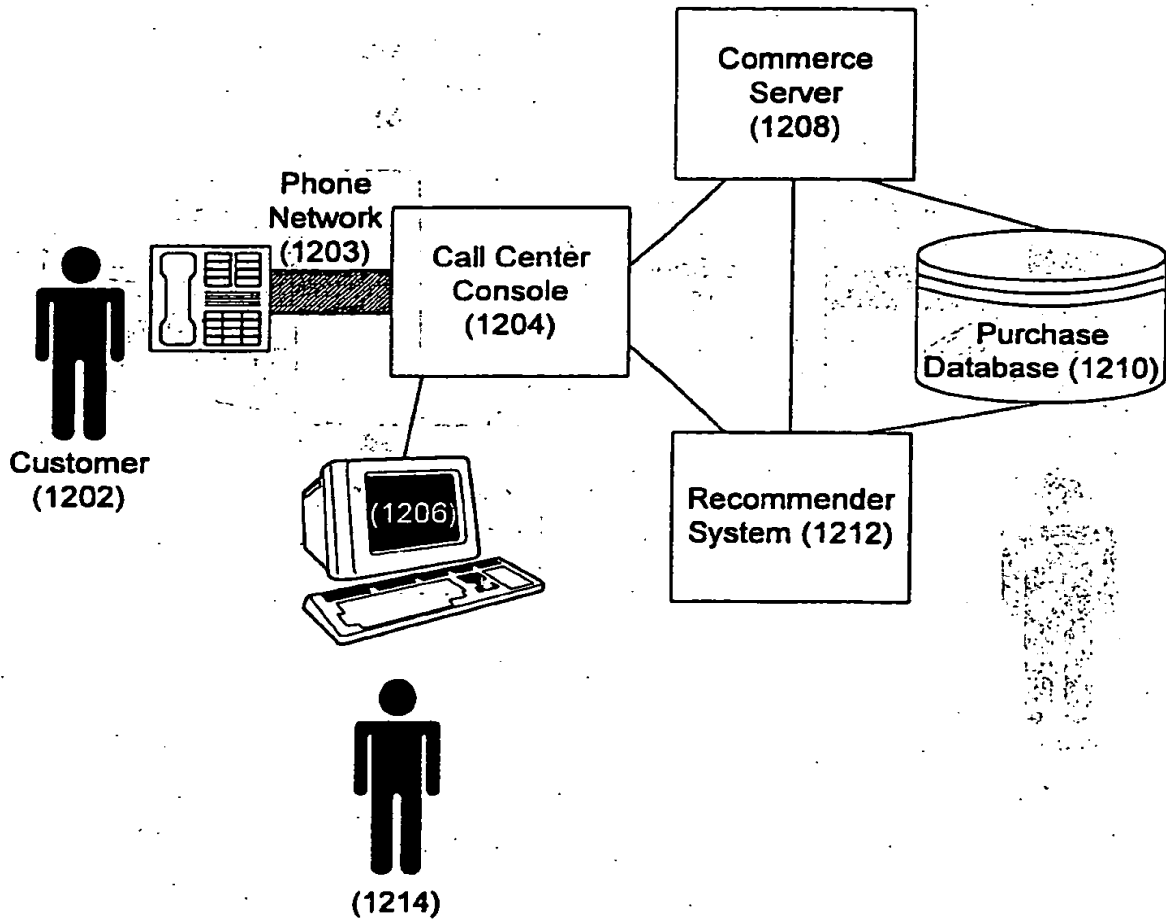 Commerce
Server
(1208)
Phone
Network
(1203)
Call Center
Console
(1204)
Purchase
Database (1210)
Customer
(1202)
(1206)
Recommender
System (1212)
(1214)